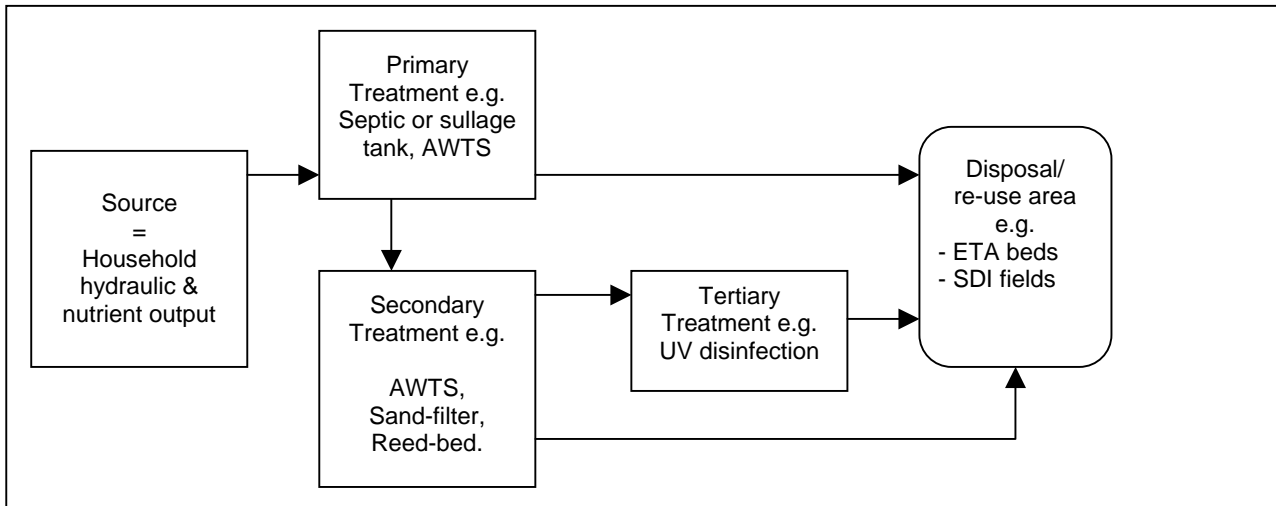 Source
=
Household
hydraulic &
nutrient output
Primary
Treatment e.g.
Septic or sullage
tank, AWTS
Secondary
Treatment e.g.
AWTS,
Sand-filter,
Reed-bed.
Tertiary
Treatment e.g.
UV disinfection
Disposal/
re-use area
e.g.
- ETA beds
- SDI fields